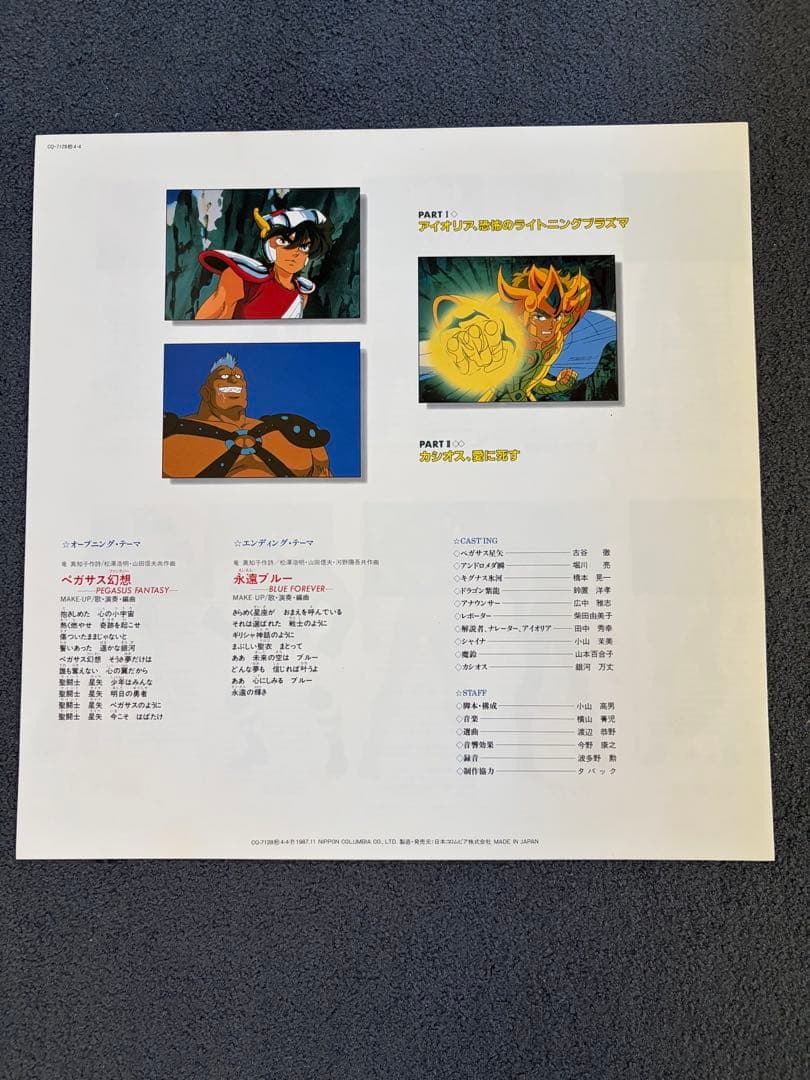 CQ-7128㊞4-4
PART I◇
アイオリア、恐怖のライトニングプラズマ
PART II◇◇
カシオス、愛に死す
☆オープニング・テーマ
竜 真知子作詩/松澤浩明・山田信夫共作曲
ペガサス幻想
ファンタジー
—PEGASUS FANTASY—
MAKE-UP/歌・演奏・編曲
抱きしめた 心の小宇宙
熱く燃やせ 奇跡を起こせ
傷ついたままじゃないと
誓いあった 遥かな銀河
ペガサス幻想 そうさ夢だけは
誰も奪えない 心の翼だから
聖闘士 星矢 少年はみんな
聖闘士 星矢 明日の勇者
聖闘士 星矢 ペガサスのように
聖闘士 星矢 今こそ はばたけ
☆エンディング・テーマ
竜 真知子作詩/松澤浩明・山田信夫・河野陽吾共作曲
えいえん
永遠ブルー
—BLUE FOREVER—
MAKE UP/歌・演奏・編曲
きらめく星座が おまえを呼んでいる
それは選ばれた 戦士のように
ギリシャ神話のように
まぶしい聖衣 まとって
ああ 未来の空は ブルー
どんな夢も 信じれば叶うよ
ああ 心にしみる ブルー
永遠の輝き
☆CASTING
◇ペガサス星矢—古谷 徹
◇アンドロメダ瞬—堀川 亮
◇キグナス氷河—橋本 晃一
◇ドラゴン紫龍—鈴置 洋孝
◇アナウンサー—広中 雅志
◇レポーター—柴田由美子
◇解説者、ナレーター、アイオリア—田中 秀幸
◇シャイナ—小山 茉美
◇魔鈴—山本百合子
◇カシオス—銀河 万丈
☆STAFF
◇脚本・構成—小山 高男
◇音楽—横山 菁児
◇選曲—渡辺 恭野
◇音響効果—今野 康之
◇録音—波多野 勲
◇制作協力—タバック
CQ-7128㊞4-4 Ⓟ1987.11 NIPPON COLUMBIA CO., LTD. 製造・発売元:日本コロムビア株式会社 MADE IN JAPAN